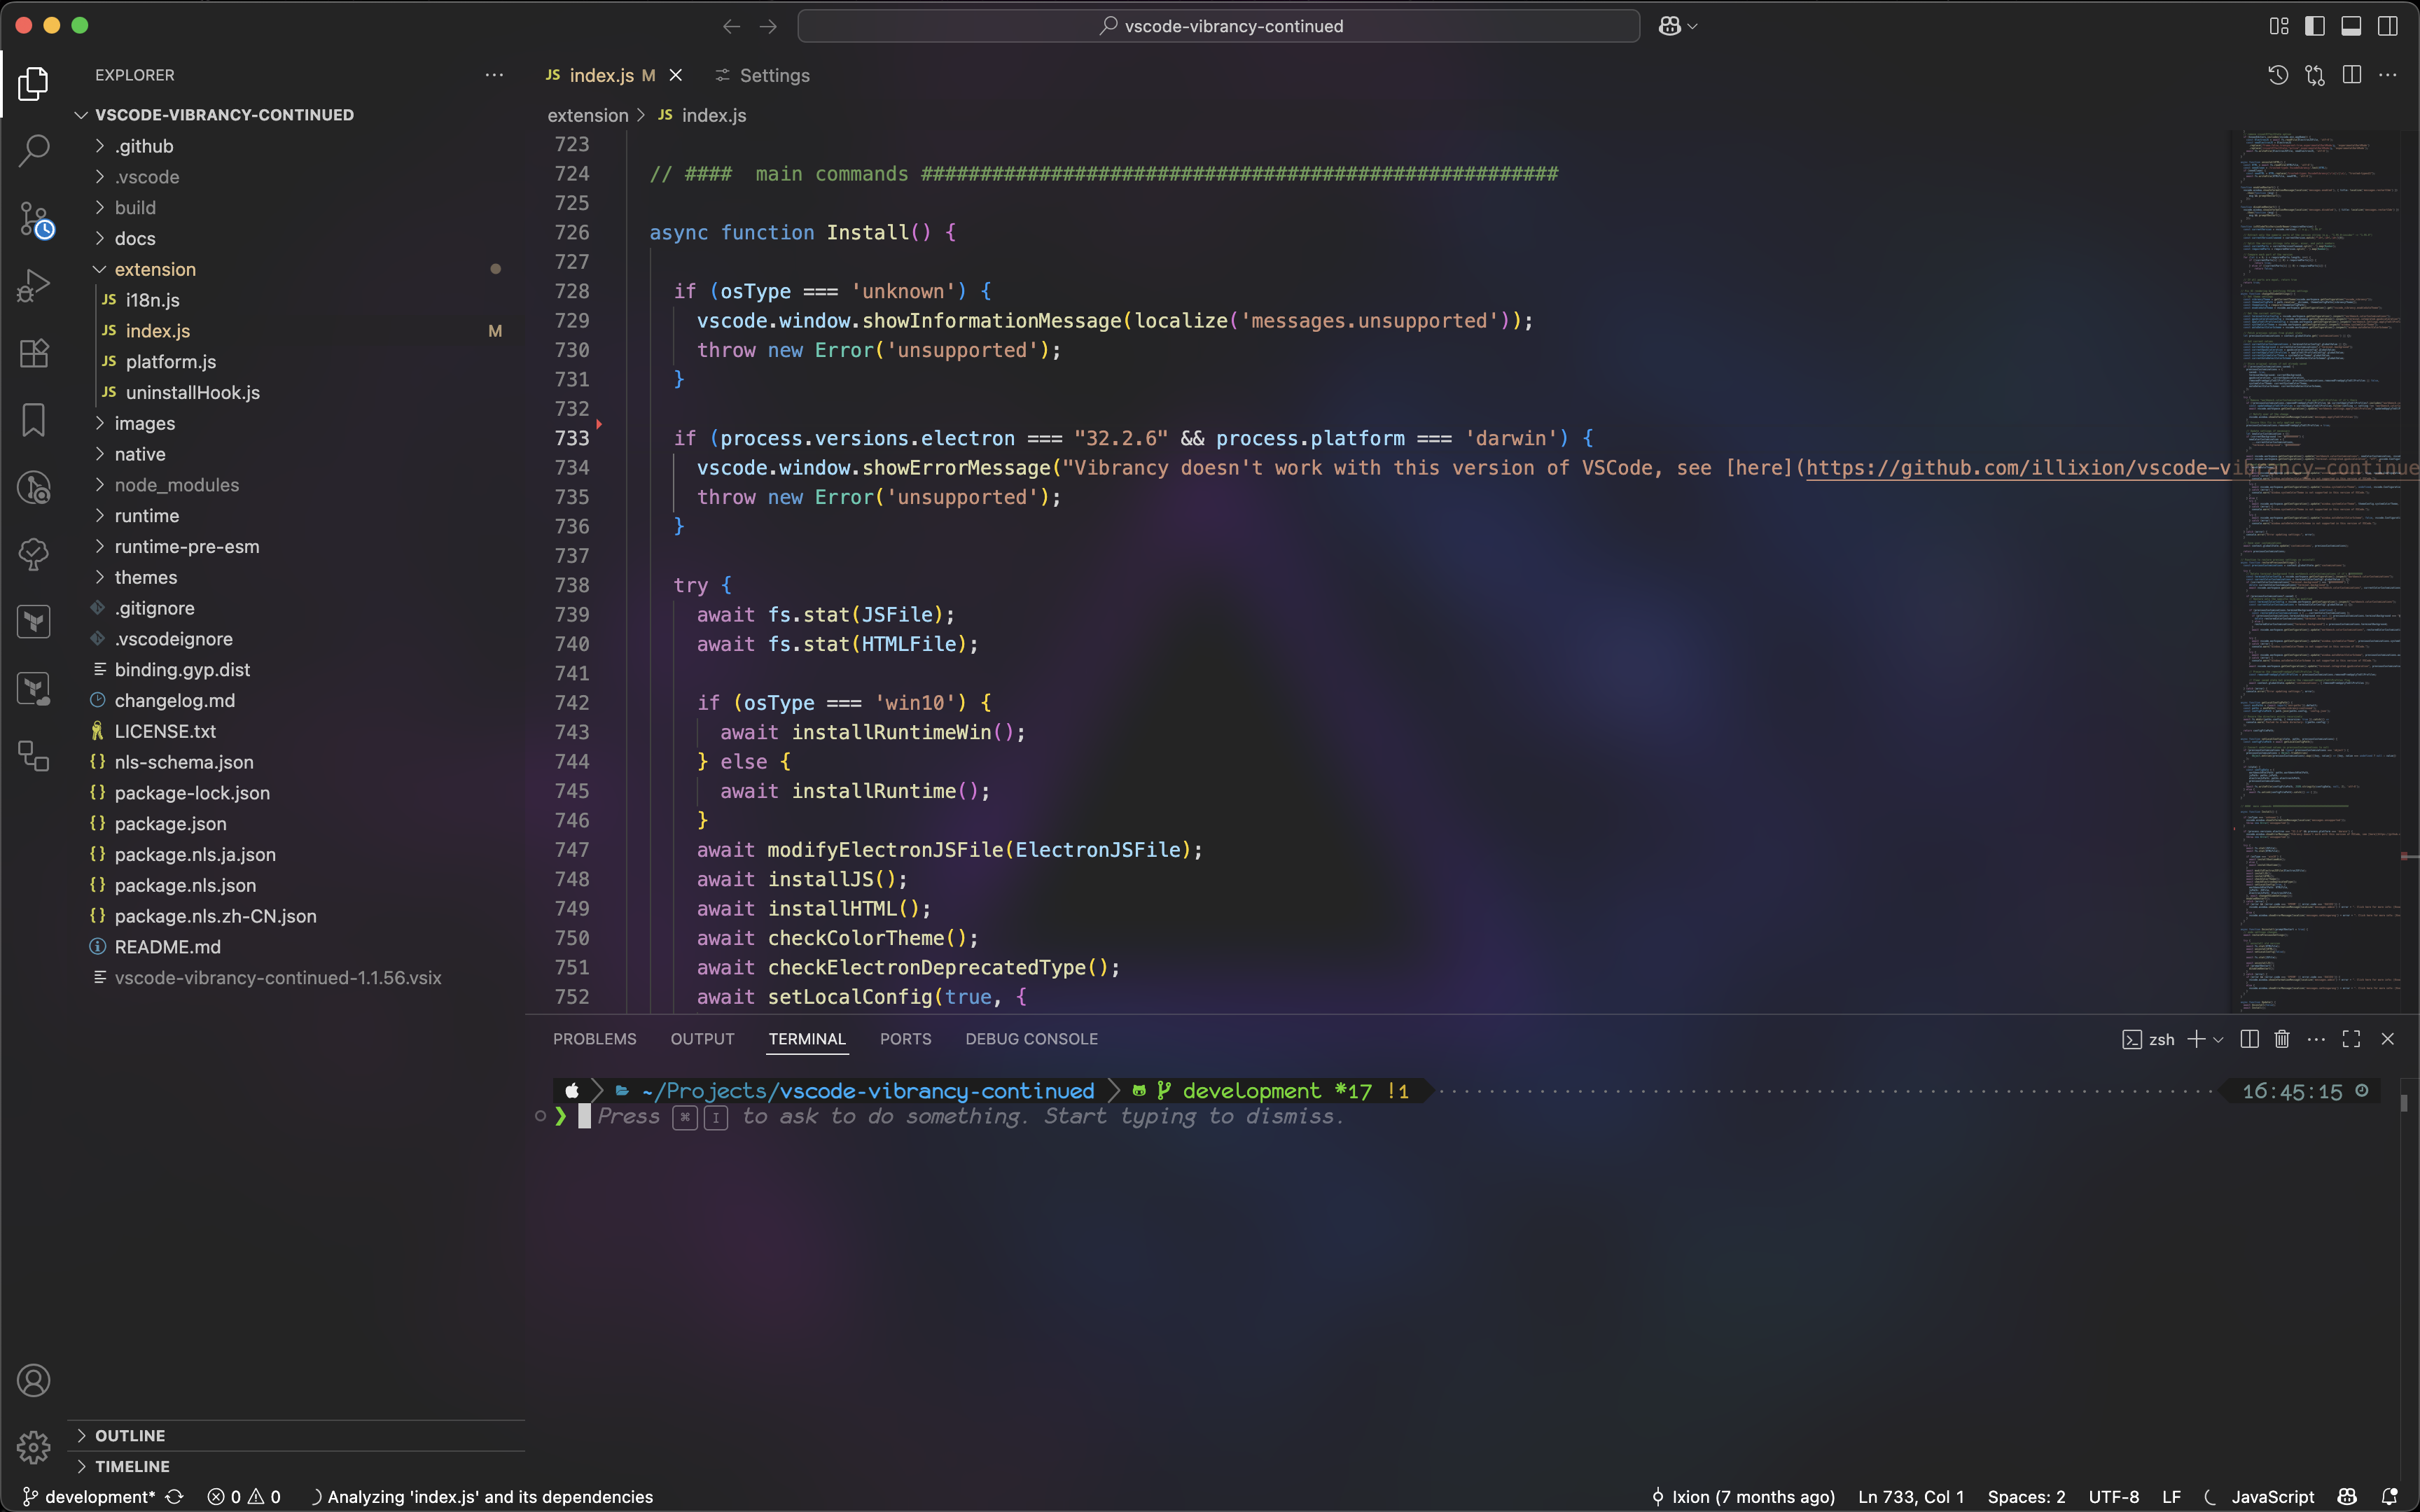 vscode-vibrancy-continued
EXPLORER
VSCODE-VIBRANCY-CONTINUED
.github
.vscode
build
docs
extension
JS i18n.js
JS index.js M
JS platform.js
JS uninstallHook.js
images
native
node_modules
runtime
runtime-pre-esm
themes
.gitignore
.vscodeignore
binding.gyp.dist
changelog.md
LICENSE.txt
{} nls-schema.json
{} package-lock.json
{} package.json
{} package.nls.ja.json
{} package.nls.json
{} package.nls.zh-CN.json
README.md
vscode-vibrancy-continued-1.1.56.vsix
OUTLINE
TIMELINE
JS index.js M
Settings
extension > JS index.js
723
724 // ####  main commands ######################################################
725
726 async function Install() {
727
728   if (osType === 'unknown') {
729     vscode.window.showInformationMessage(localize('messages.unsupported'));
730     throw new Error('unsupported');
731   }
732
733   if (process.versions.electron === "32.2.6" && process.platform === 'darwin') {
734     vscode.window.showErrorMessage("Vibrancy doesn't work with this version of VSCode, see [here](https://github.com/illixion/vscode-vibrancy-continue
735     throw new Error('unsupported');
736   }
737
738   try {
739     await fs.stat(JSFile);
740     await fs.stat(HTMLFile);
741
742     if (osType === 'win10') {
743       await installRuntimeWin();
744     } else {
745       await installRuntime();
746     }
747     await modifyElectronJSFile(ElectronJSFile);
748     await installJS();
749     await installHTML();
750     await checkColorTheme();
751     await checkElectronDeprecatedType();
752     await setLocalConfig(true, {
PROBLEMS OUTPUT TERMINAL PORTS DEBUG CONSOLE
zsh
~/Projects/vscode-vibrancy-continued development *17 !1 16:45:15
❯ Press ⌘ I to ask to do something. Start typing to dismiss.
development* 0 0 Analyzing 'index.js' and its dependencies
Ixion (7 months ago) Ln 733, Col 1 Spaces: 2 UTF-8 LF JavaScript